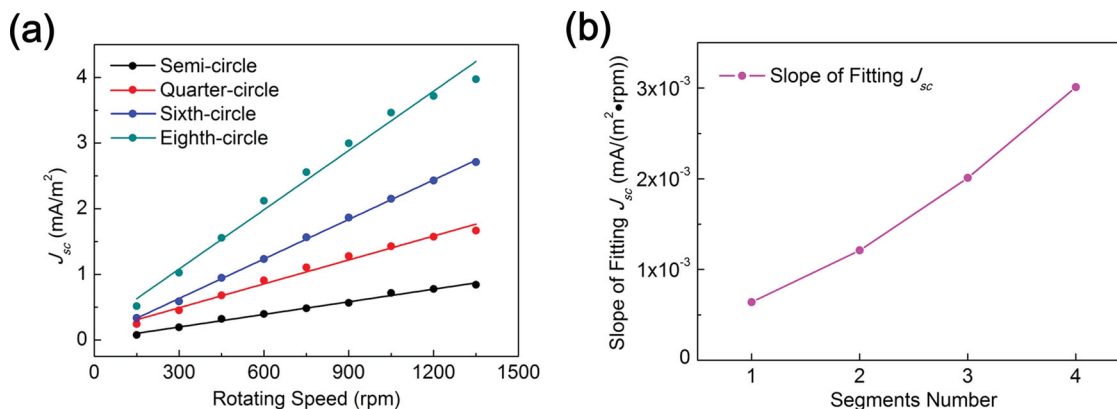 (a)
Semi-circle
Quarter-circle
Sixth-circle
Eighth-circle
J_sc (mA/m²)
4
3
2
1
0
0 300 600 900 1200 1500
Rotating Speed (rpm)
(b)
Slope of Fitting J_sc
Slope of Fitting J_sc (mA/(m²•rpm))
3x10⁻³
2x10⁻³
1x10⁻³
0
1 2 3 4
Segments Number